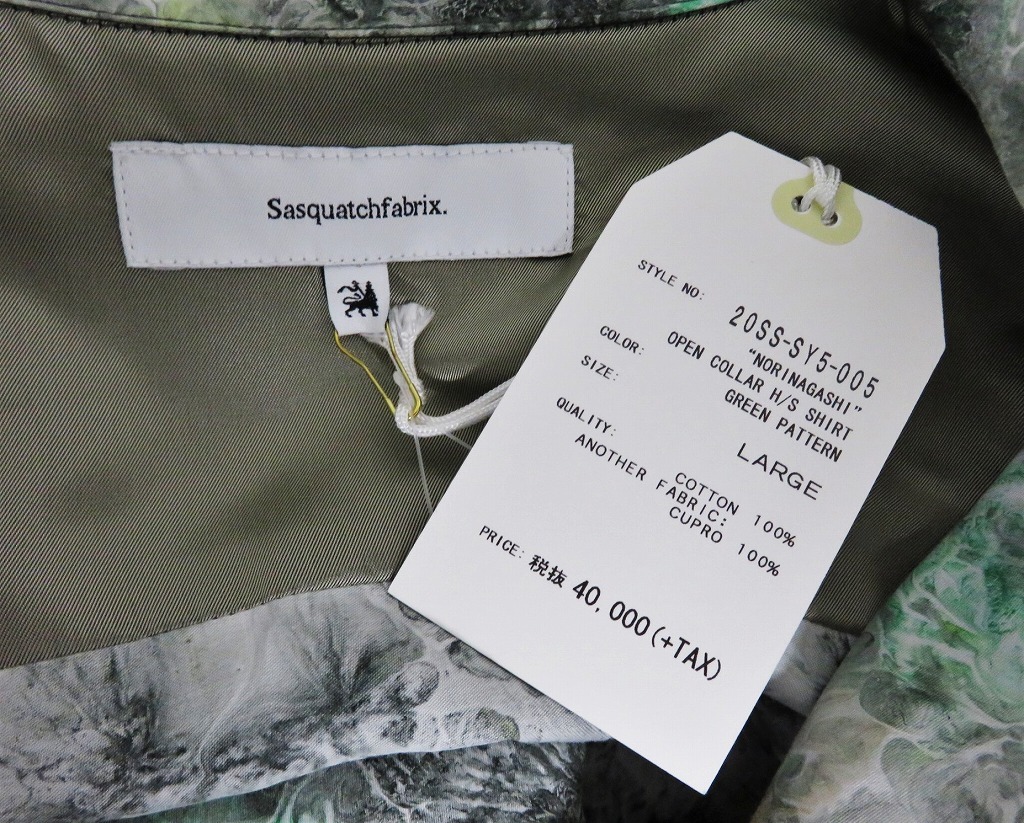 Sasquatchfabrix.
STYLE NO:
20SS-SY5-005
"NORINAGASHI"
OPEN COLLAR H/S SHIRT
COLOR:
GREEN PATTERN
SIZE:
LARGE
QUALITY:
COTTON 100%
ANOTHER FABRIC:
CUPRO 100%
PRICE: 税抜 40,000(+TAX)